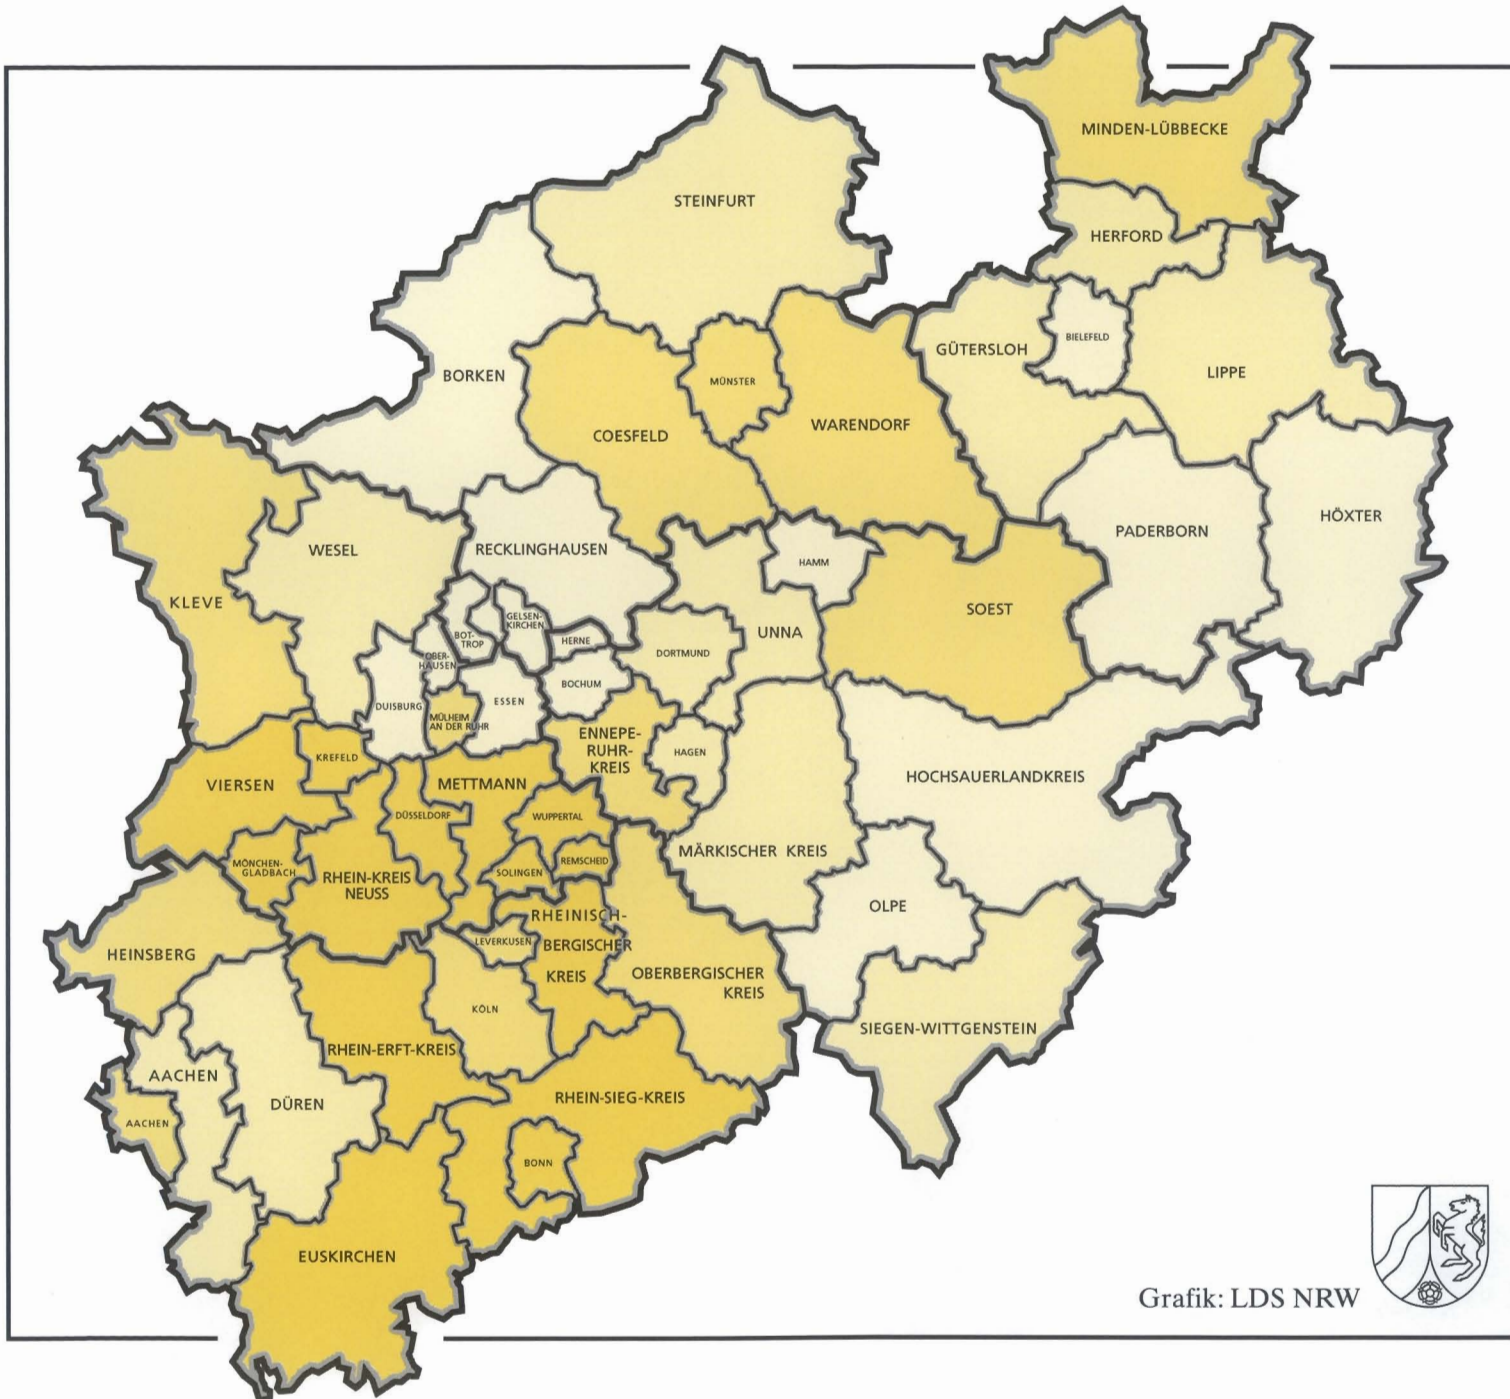 MINDEN-LÜBBECKE
STEINFURT
HERFORD
BIELEFELD
GÜTERSLOH
LIPPE
BORKEN
MÜNSTER
COESFELD
WARENDORF
HÖXTER
PADERBORN
WESEL
RECKLINGHAUSEN
HAMM
KLEVE
SOEST
GELSEN-
KIRCHEN
BOT-
TROP
HERNE
UNNA
DORTMUND
OBER-
HAUSEN
BOCHUM
DUISBURG
ESSEN
MÜLHEIM
AN DER RUHR
ENNEPE-
RUHR-
KREIS
HAGEN
KREFELD
VIERSEN
METTMANN
HOCHSAUERLANDKREIS
DÜSSELDORF
WUPPERTAL
MÄRKISCHER KREIS
MÖNCHEN-
GLADBACH
RHEIN-KREIS
NEUSS
SOLINGEN
REMSCHEID
OLPE
RHEINISCH-
BERGISCHER
KREIS
LEVERKUSEN
HEINSBERG
OBERBERGISCHER
KREIS
KÖLN
SIEGEN-WITTGENSTEIN
RHEIN-ERFT-KREIS
AACHEN
DÜREN
RHEIN-SIEG-KREIS
AACHEN
BONN
EUSKIRCHEN
Grafik: LDS NRW